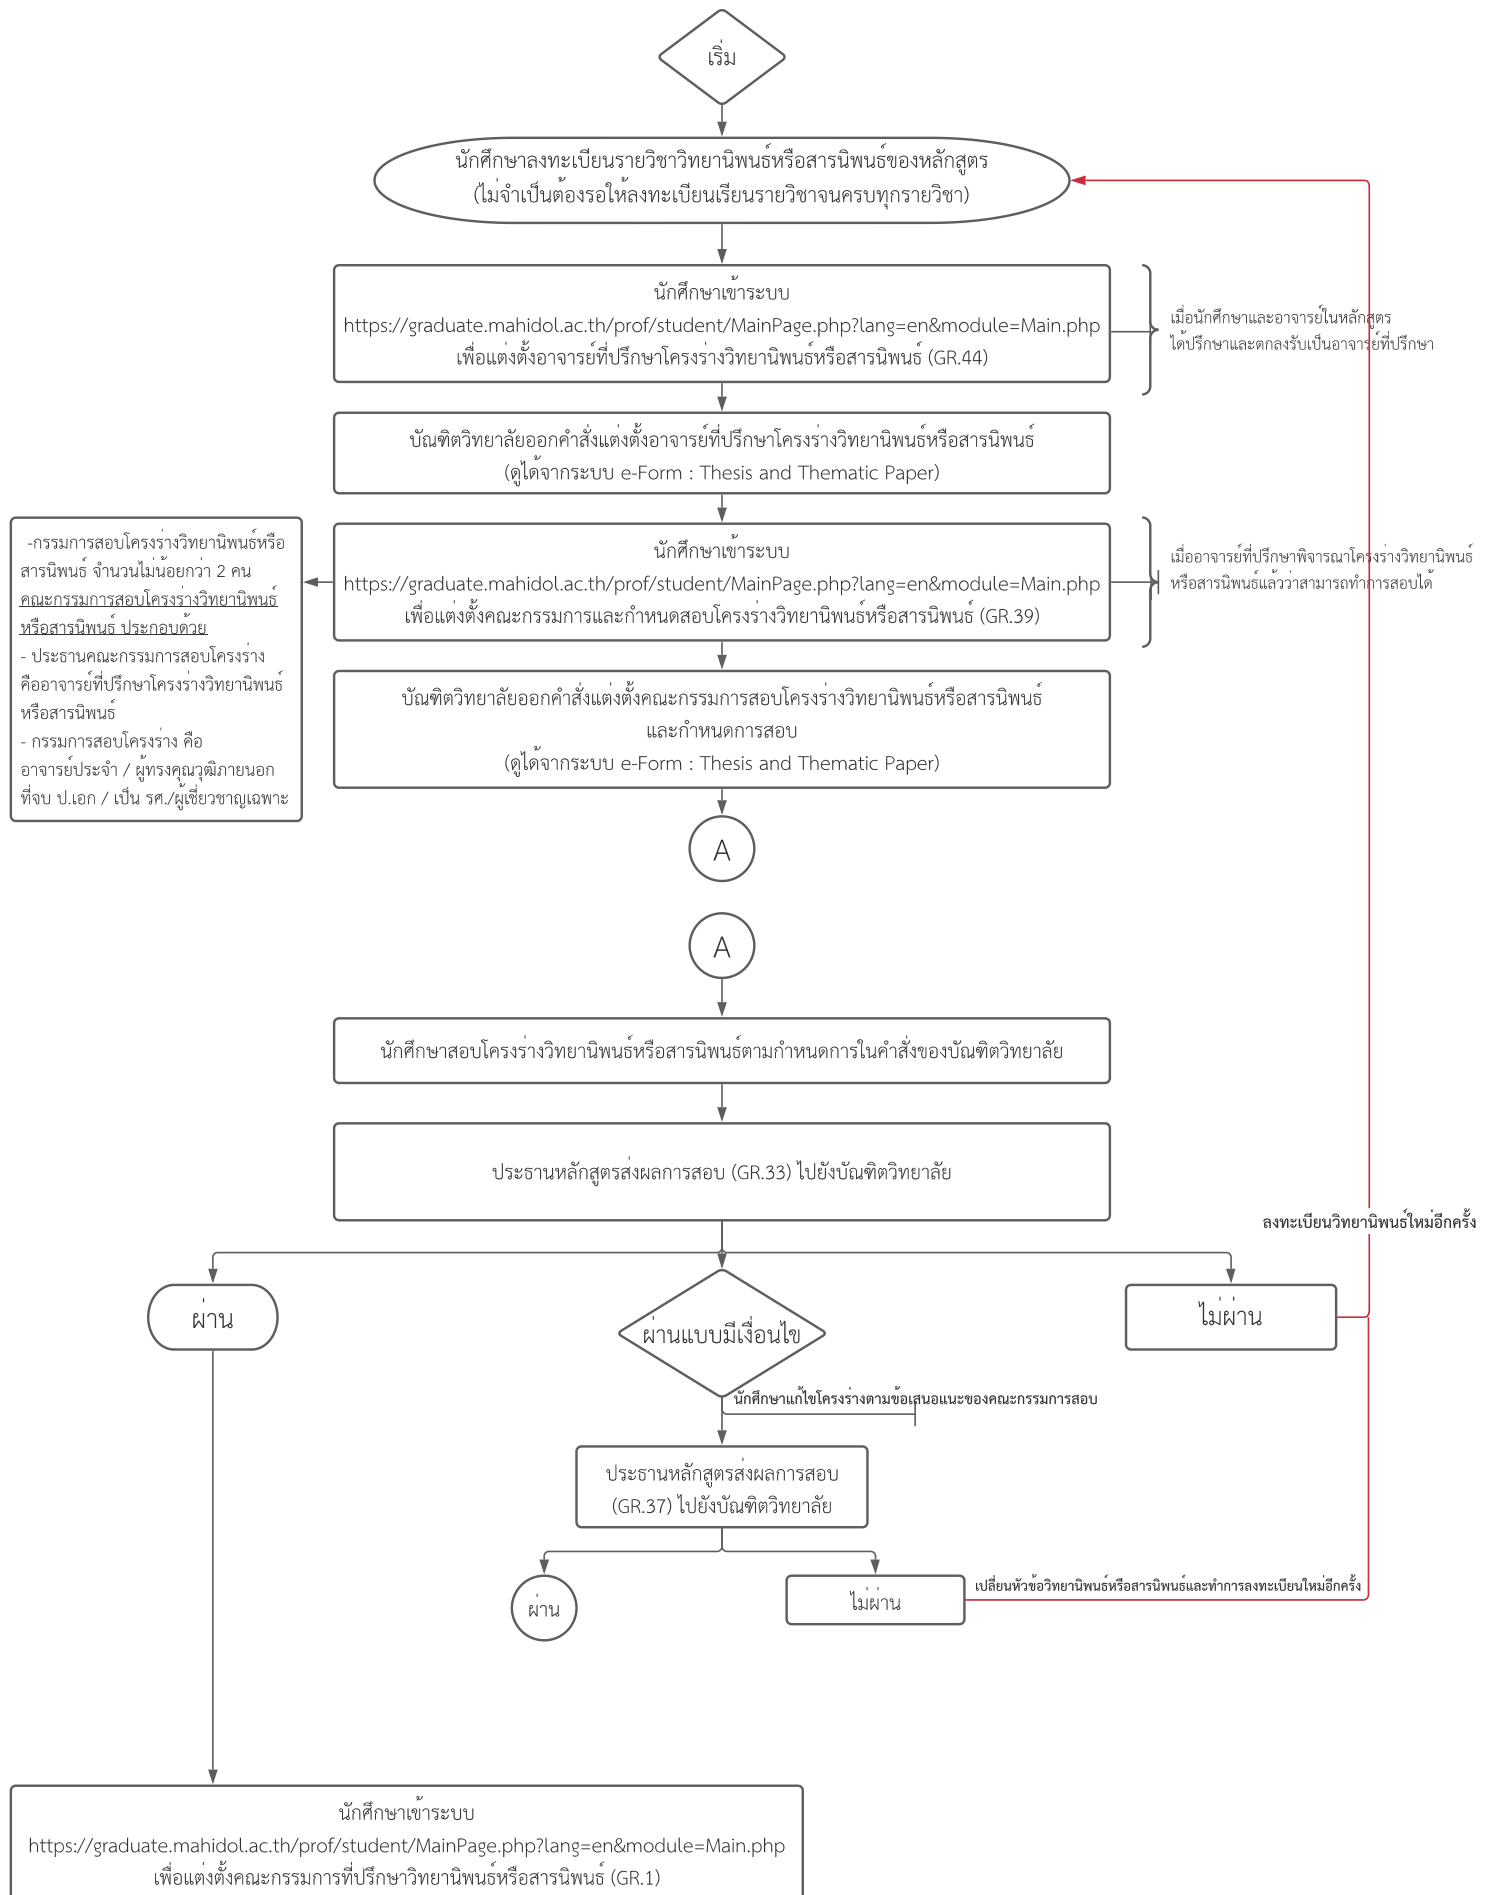 เริ่ม
นักศึกษาลงทะเบียนรายวิชาวิทยานิพนธ์หรือสารนิพนธ์ของหลักสูตร
(ไม่จำเป็นต้องรอให้ลงทะเบียนเรียนรายวิชาจนครบทุกรายวิชา)
นักศึกษาเข้าระบบ
https://graduate.mahidol.ac.th/prof/student/MainPage.php?lang=en&module=Main.php
เพื่อแต่งตั้งอาจารย์ที่ปรึกษาโครงร่างวิทยานิพนธ์หรือสารนิพนธ์ (GR.44)
เมื่อนักศึกษาและอาจารย์ในหลักสูตร
ได้ปรึกษาและตกลงรับเป็นอาจารย์ที่ปรึกษา
บัณฑิตวิทยาลัยออกคำสั่งแต่งตั้งอาจารย์ที่ปรึกษาโครงร่างวิทยานิพนธ์หรือสารนิพนธ์
(ดูได้จากระบบ e-Form : Thesis and Thematic Paper)
นักศึกษาเข้าระบบ
https://graduate.mahidol.ac.th/prof/student/MainPage.php?lang=en&module=Main.php
เพื่อแต่งตั้งคณะกรรมการและกำหนดสอบโครงร่างวิทยานิพนธ์หรือสารนิพนธ์ (GR.39)
เมื่ออาจารย์ที่ปรึกษาพิจารณาโครงร่างวิทยานิพนธ์
หรือสารนิพนธ์แล้วว่าสามารถทำการสอบได้
-กรรมการสอบโครงร่างวิทยานิพนธ์หรือ
สารนิพนธ์ จำนวนไม่น้อยกว่า 2 คน
คณะกรรมการสอบโครงร่างวิทยานิพนธ์
หรือสารนิพนธ์ ประกอบด้วย
- ประธานคณะกรรมการสอบโครงร่าง
คืออาจารย์ที่ปรึกษาโครงร่างวิทยานิพนธ์
หรือสารนิพนธ์
- กรรมการสอบโครงร่าง คือ
อาจารย์ประจำ / ผู้ทรงคุณวุฒิภายนอก
ที่จบ ป.เอก / เป็น รศ./ผู้เชี่ยวชาญเฉพาะ
บัณฑิตวิทยาลัยออกคำสั่งแต่งตั้งคณะกรรมการสอบโครงร่างวิทยานิพนธ์หรือสารนิพนธ์
และกำหนดการสอบ
(ดูได้จากระบบ e-Form : Thesis and Thematic Paper)
A
A
นักศึกษาสอบโครงร่างวิทยานิพนธ์หรือสารนิพนธ์ตามกำหนดการในคำสั่งของบัณฑิตวิทยาลัย
ประธานหลักสูตรส่งผลการสอบ (GR.33) ไปยังบัณฑิตวิทยาลัย
ลงทะเบียนวิทยานิพนธ์ใหม่อีกครั้ง
ผ่าน
ผ่านแบบมีเงื่อนไข
ไม่ผ่าน
นักศึกษาแก้ไขโครงร่างตามข้อเสนอแนะของคณะกรรมการสอบ
ประธานหลักสูตรส่งผลการสอบ
(GR.37) ไปยังบัณฑิตวิทยาลัย
ผ่าน
ไม่ผ่าน
เปลี่ยนหัวข้อวิทยานิพนธ์หรือสารนิพนธ์และทำการลงทะเบียนใหม่อีกครั้ง
นักศึกษาเข้าระบบ
https://graduate.mahidol.ac.th/prof/student/MainPage.php?lang=en&module=Main.php
เพื่อแต่งตั้งคณะกรรมการที่ปรึกษาวิทยานิพนธ์หรือสารนิพนธ์ (GR.1)